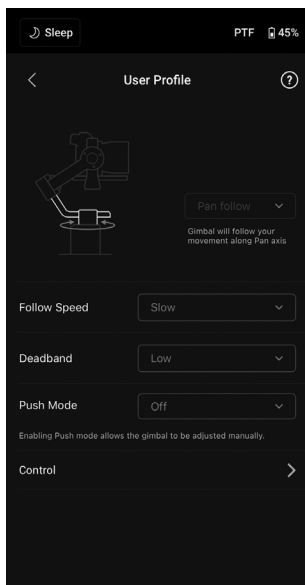 Sleep
PTF 45%
User Profile
?
Pan follow
Gimbal will follow your
movement along Pan axis
Follow Speed Slow
Deadband Low
Push Mode Off
Enabling Push mode allows the gimbal to be adjusted manually.
Control